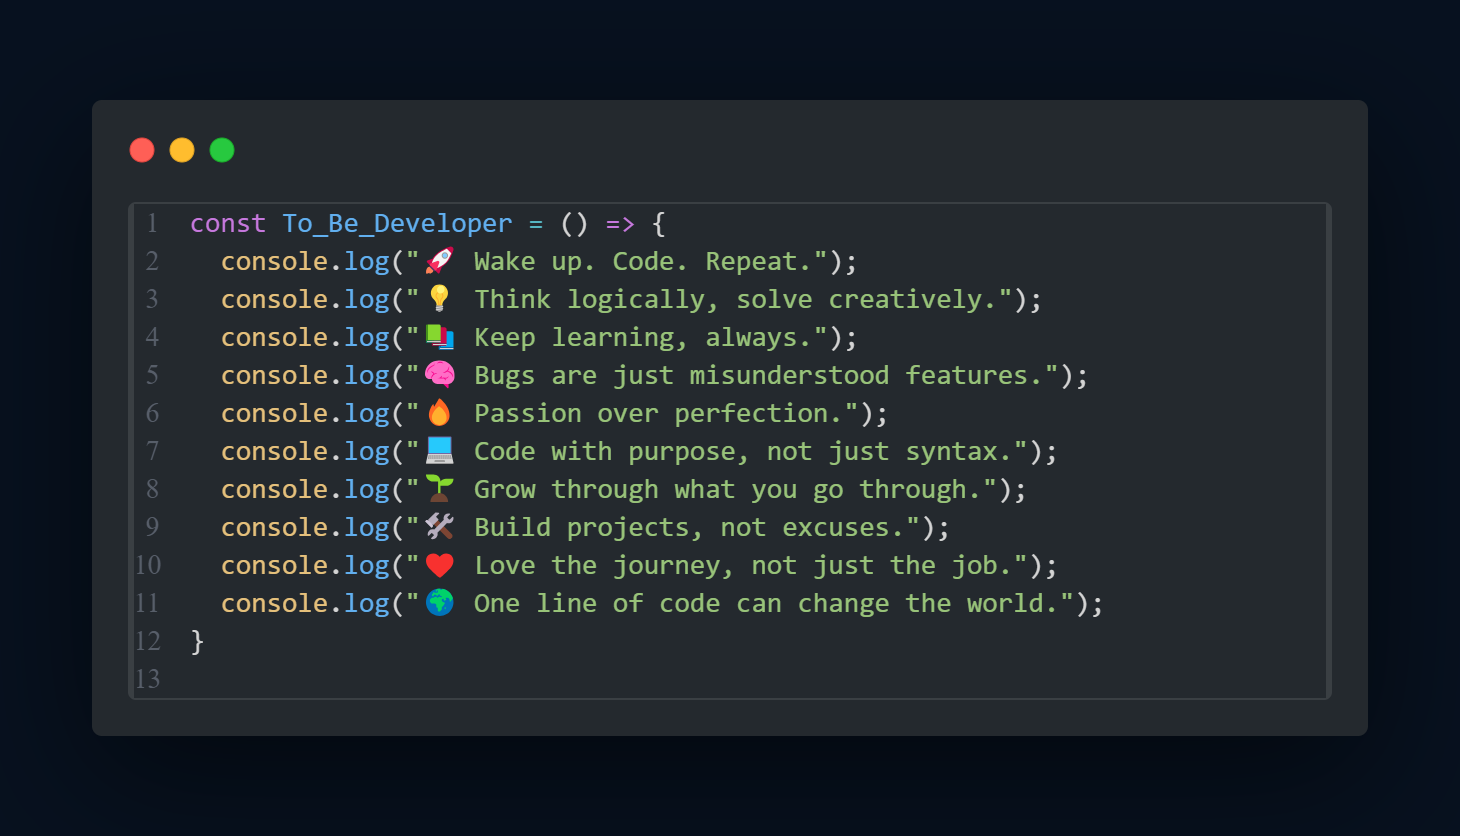 1 const To_Be_Developer = () => {
2   console.log("🚀 Wake up. Code. Repeat.");
3   console.log("💡 Think logically, solve creatively.");
4   console.log("📚 Keep learning, always.");
5   console.log("🧠 Bugs are just misunderstood features.");
6   console.log("🔥 Passion over perfection.");
7   console.log("💻 Code with purpose, not just syntax.");
8   console.log("🌱 Grow through what you go through.");
9   console.log("🛠️ Build projects, not excuses.");
10   console.log("❤️ Love the journey, not just the job.");
11   console.log("🌍 One line of code can change the world.");
12 }
13